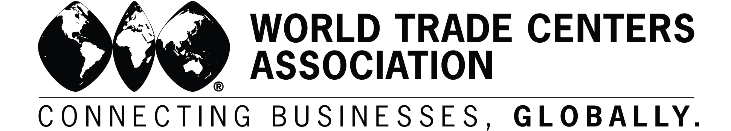 WORLD TRADE CENTERS
ASSOCIATION
®
CONNECTING BUSINESSES, GLOBALLY.